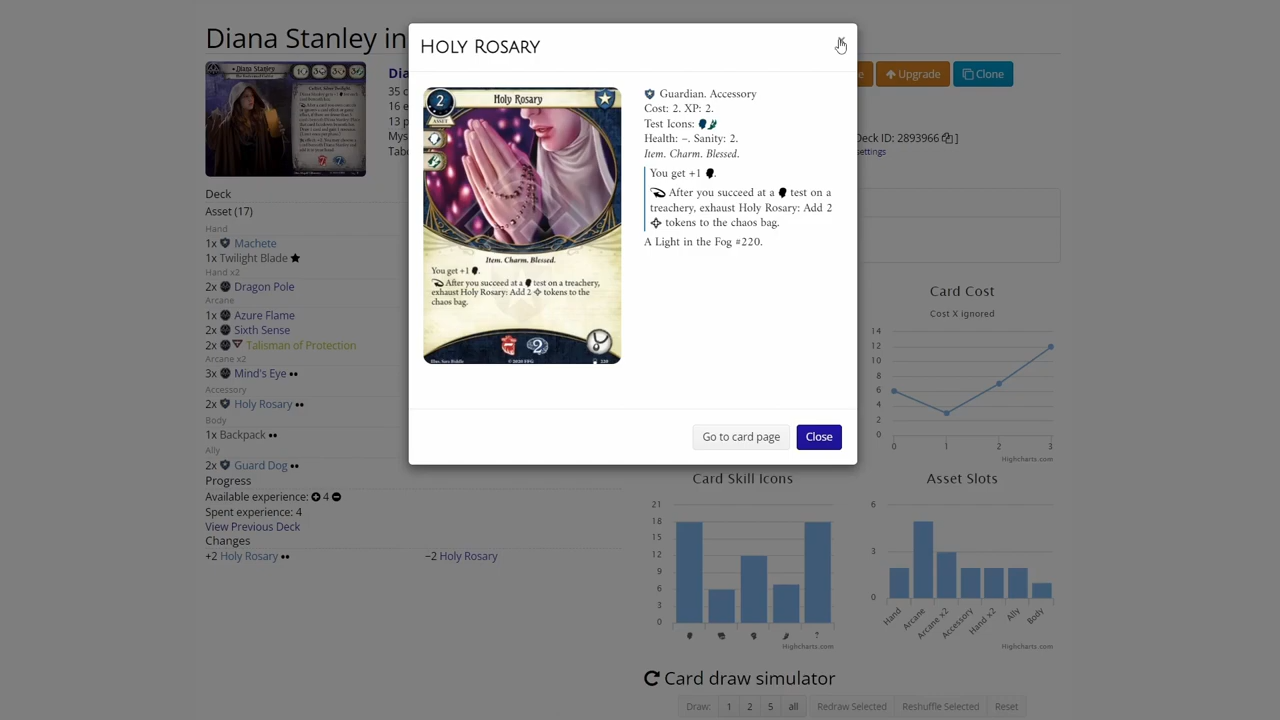 Diana Stanley in
Dia
35 c
16 e
13 p
Mys
Tabo
e
Upgrade
Clone
Deck ID: 2893966
]
settings
HOLY ROSARY
2
Holy Rosary
ASSET
Item. Charm. Blessed.
You get +1 .
After you succeed at a test on a
treachery, exhaust Holy Rosary: Add 2 tokens to the
chaos bag.
2
Guardian. Accessory
Cost: 2. XP: 2.
Test Icons:
Health: –. Sanity: 2.
Item. Charm. Blessed.
You get +1 .
After you succeed at a test on a
treachery, exhaust Holy Rosary: Add 2
tokens to the chaos bag.
A Light in the Fog #220.
Go to card page
Close
Deck
Asset (17)
Hand
1x Machete
1x Twilight Blade ★
Hand x2
2x Dragon Pole
Arcane
1x Azure Flame
2x Sixth Sense
2x Talisman of Protection
Arcane x2
3x Mind's Eye ••
Accessory
2x Holy Rosary ••
Body
1x Backpack ••
Ally
2x Guard Dog ••
Progress
Available experience: 4
Spent experience: 4
View Previous Deck
Changes
+2 Holy Rosary ••
−2 Holy Rosary
Card Cost
Cost X ignored
14
12
10
8
6
4
2
0
0 1 2 3
Highcharts.com
Card Skill Icons
21
18
15
12
9
6
3
0
?
Highcharts.com
Asset Slots
6
3
0
Hand
Arcane
Arcane x2
Accessory
Hand x2
Ally
Body
Highcharts.com
Card draw simulator
Draw: 1 2 5 all Redraw Selected Reshuffle Selected Reset